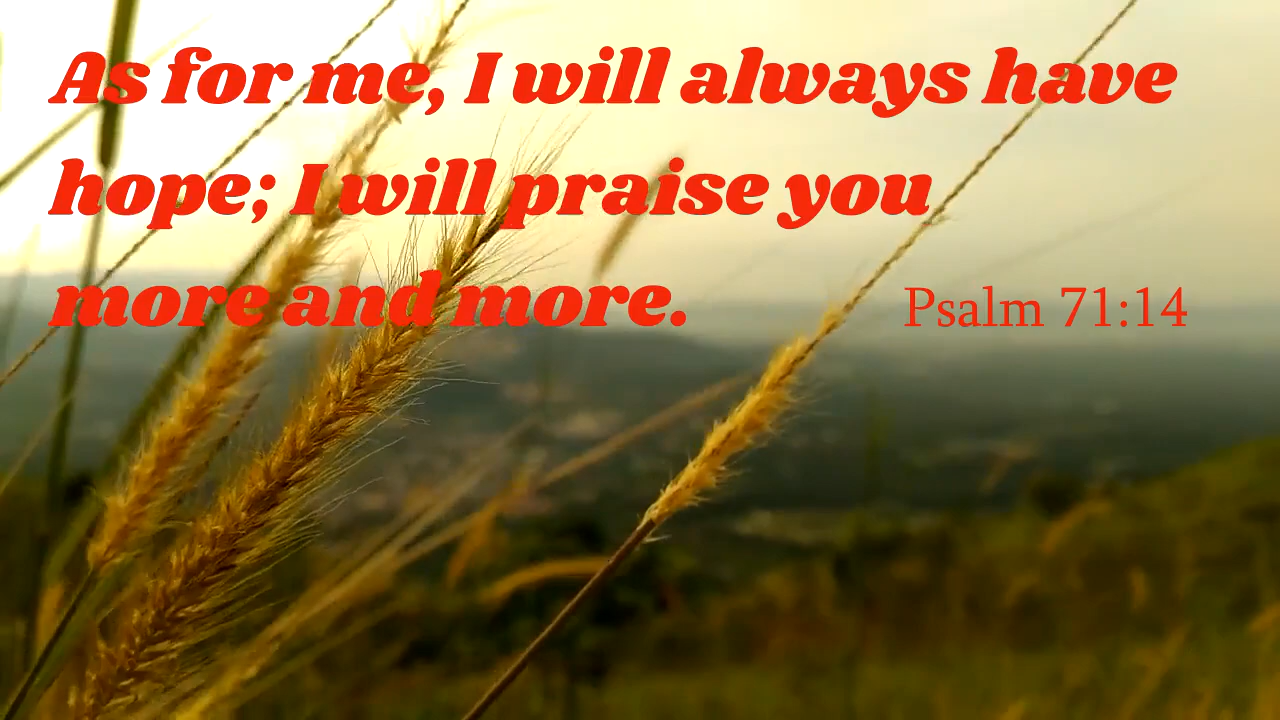 As for me, I will always have
hope; I will praise you
more and more. Psalm 71:14